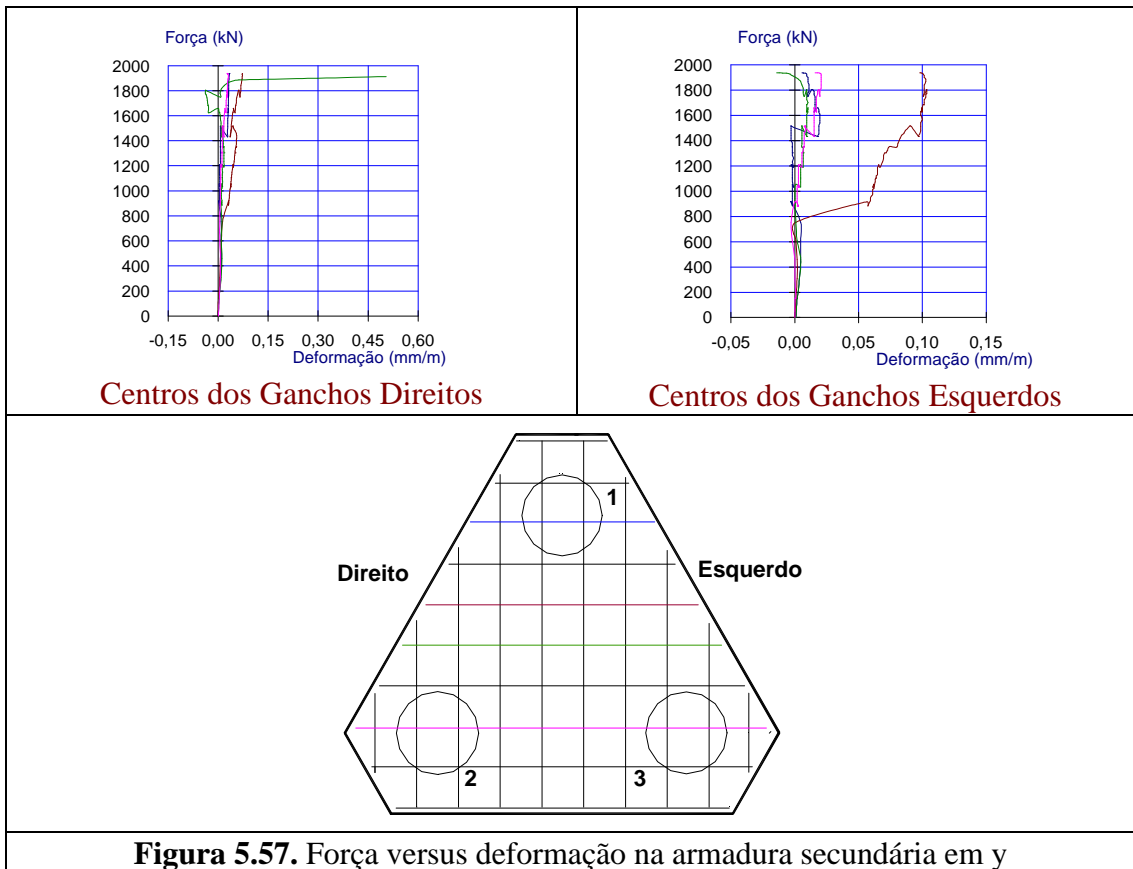 Força (kN)
2000
1800
1600
1400
1200
1000
800
600
400
200
0
-0,15 0,00 0,15 0,30 0,45 0,60
Deformação (mm/m)
Centros dos Ganchos Direitos
Força (kN)
2000
1800
1600
1400
1200
1000
800
600
400
200
0
-0,05 0,00 0,05 0,10 0,15
Deformação (mm/m)
Centros dos Ganchos Esquerdos
1
Direito
Esquerdo
2
3
Figura 5.57. Força versus deformação na armadura secundária em y